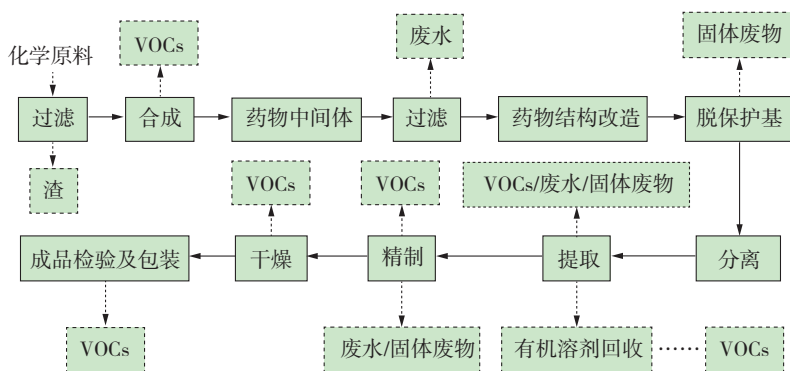 VOCs
废水
固体废物
化学原料
过滤
合成
药物中间体
过滤
药物结构改造
脱保护基
渣
VOCs
VOCs
VOCs/废水/固体废物
成品检验及包装
干燥
精制
提取
分离
VOCs
废水/固体废物
有机溶剂回收
······
VOCs